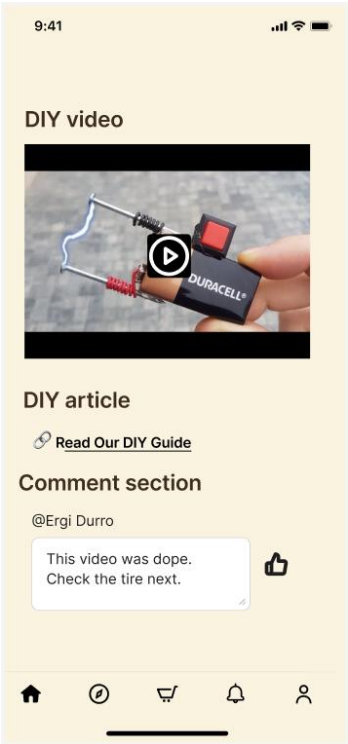 9:41
DIY video
DURACELL®
DIY article
Read Our DIY Guide
Comment section
@Ergi Durro
This video was dope.
Check the tire next.